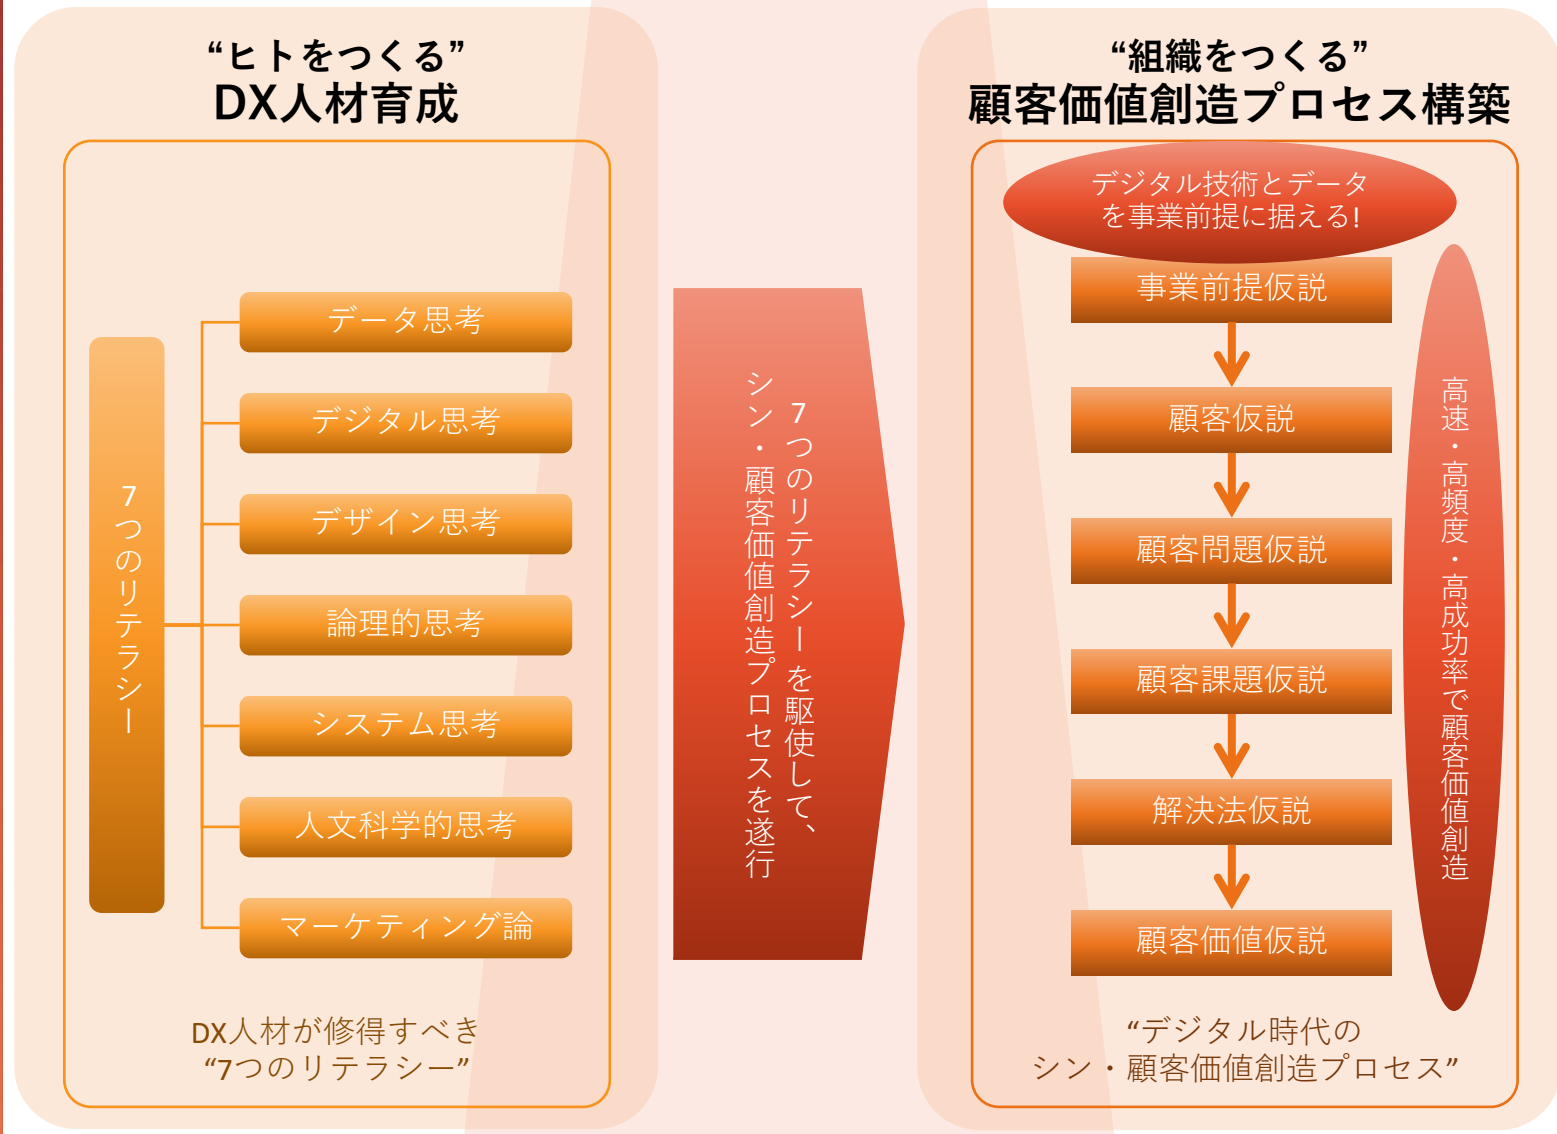 “ヒトをつくる”
DX人材育成
7つのリテラシー
データ思考
デジタル思考
デザイン思考
論理的思考
システム思考
人文科学的思考
マーケティング論
DX人材が修得すべき
“7つのリテラシー”
7つのリテラシーを駆使して、
シン・顧客価値創造プロセスを遂行
“組織をつくる”
顧客価値創造プロセス構築
デジタル技術とデータ
を事業前提に据える!
事業前提仮説
顧客仮説
顧客問題仮説
顧客課題仮説
解決法仮説
顧客価値仮説
高速・高頻度・高成功率で顧客価値創造
“デジタル時代の
シン・顧客価値創造プロセス”